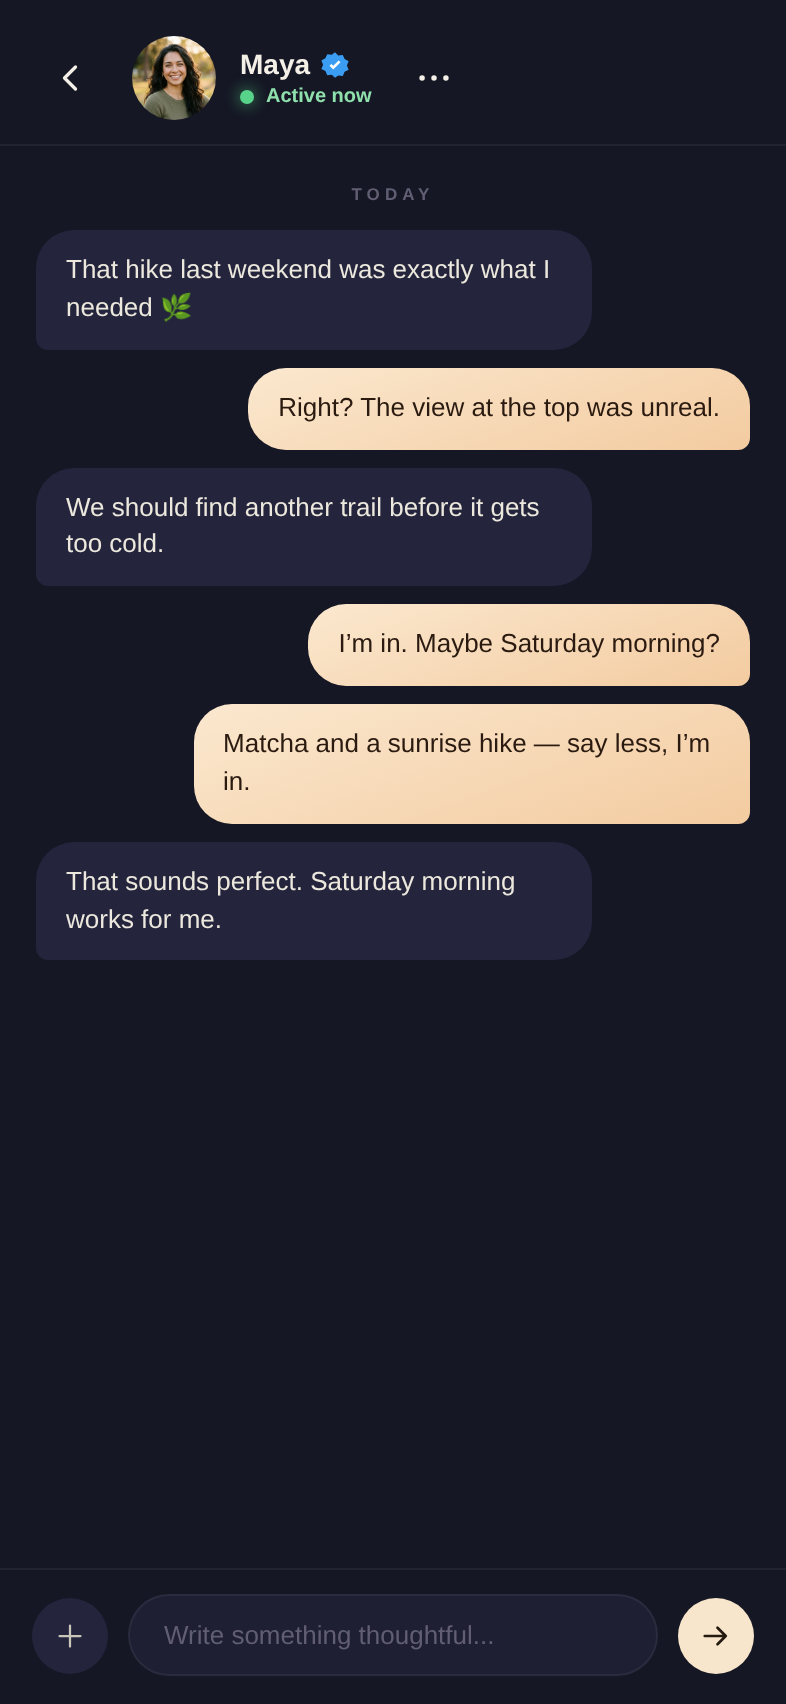 Maya
Active now
TODAY
That hike last weekend was exactly what I
needed 🌿
Right? The view at the top was unreal.
We should find another trail before it gets
too cold.
I’m in. Maybe Saturday morning?
Matcha and a sunrise hike — say less, I’m
in.
That sounds perfect. Saturday morning
works for me.
Write something thoughtful...